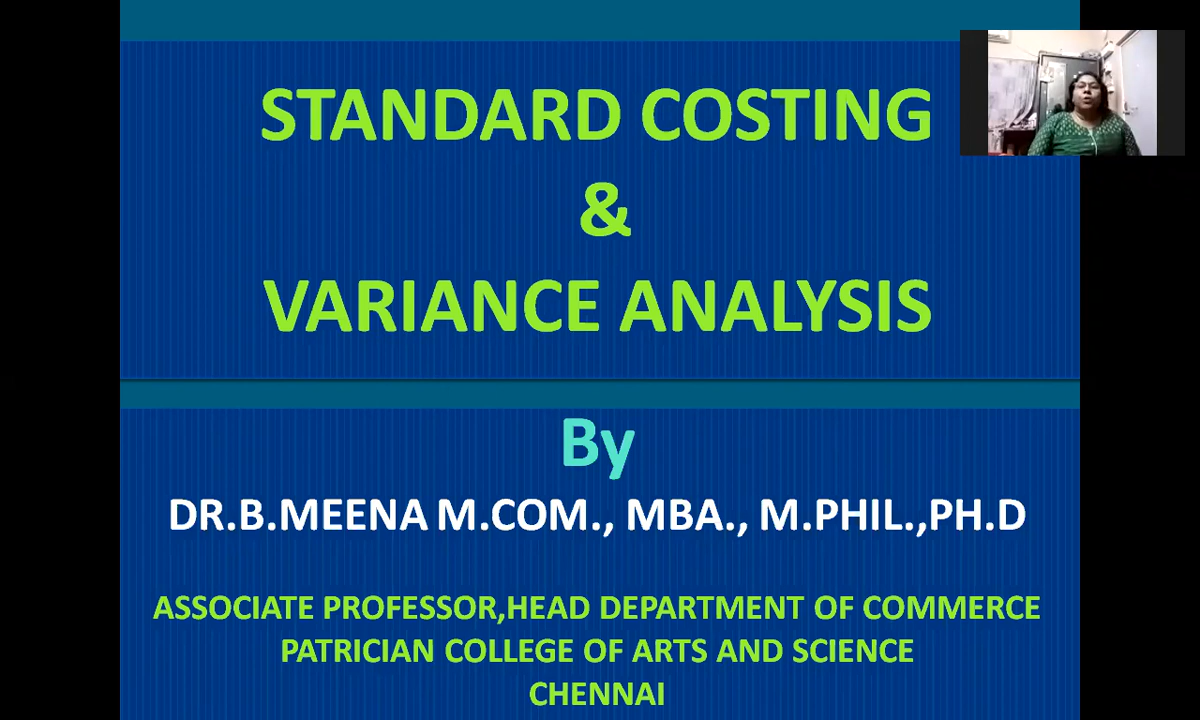 STANDARD COSTING
&
VARIANCE ANALYSIS
By
DR.B.MEENA M.COM., MBA., M.PHIL.,PH.D
ASSOCIATE PROFESSOR,HEAD DEPARTMENT OF COMMERCE
PATRICIAN COLLEGE OF ARTS AND SCIENCE
CHENNAI